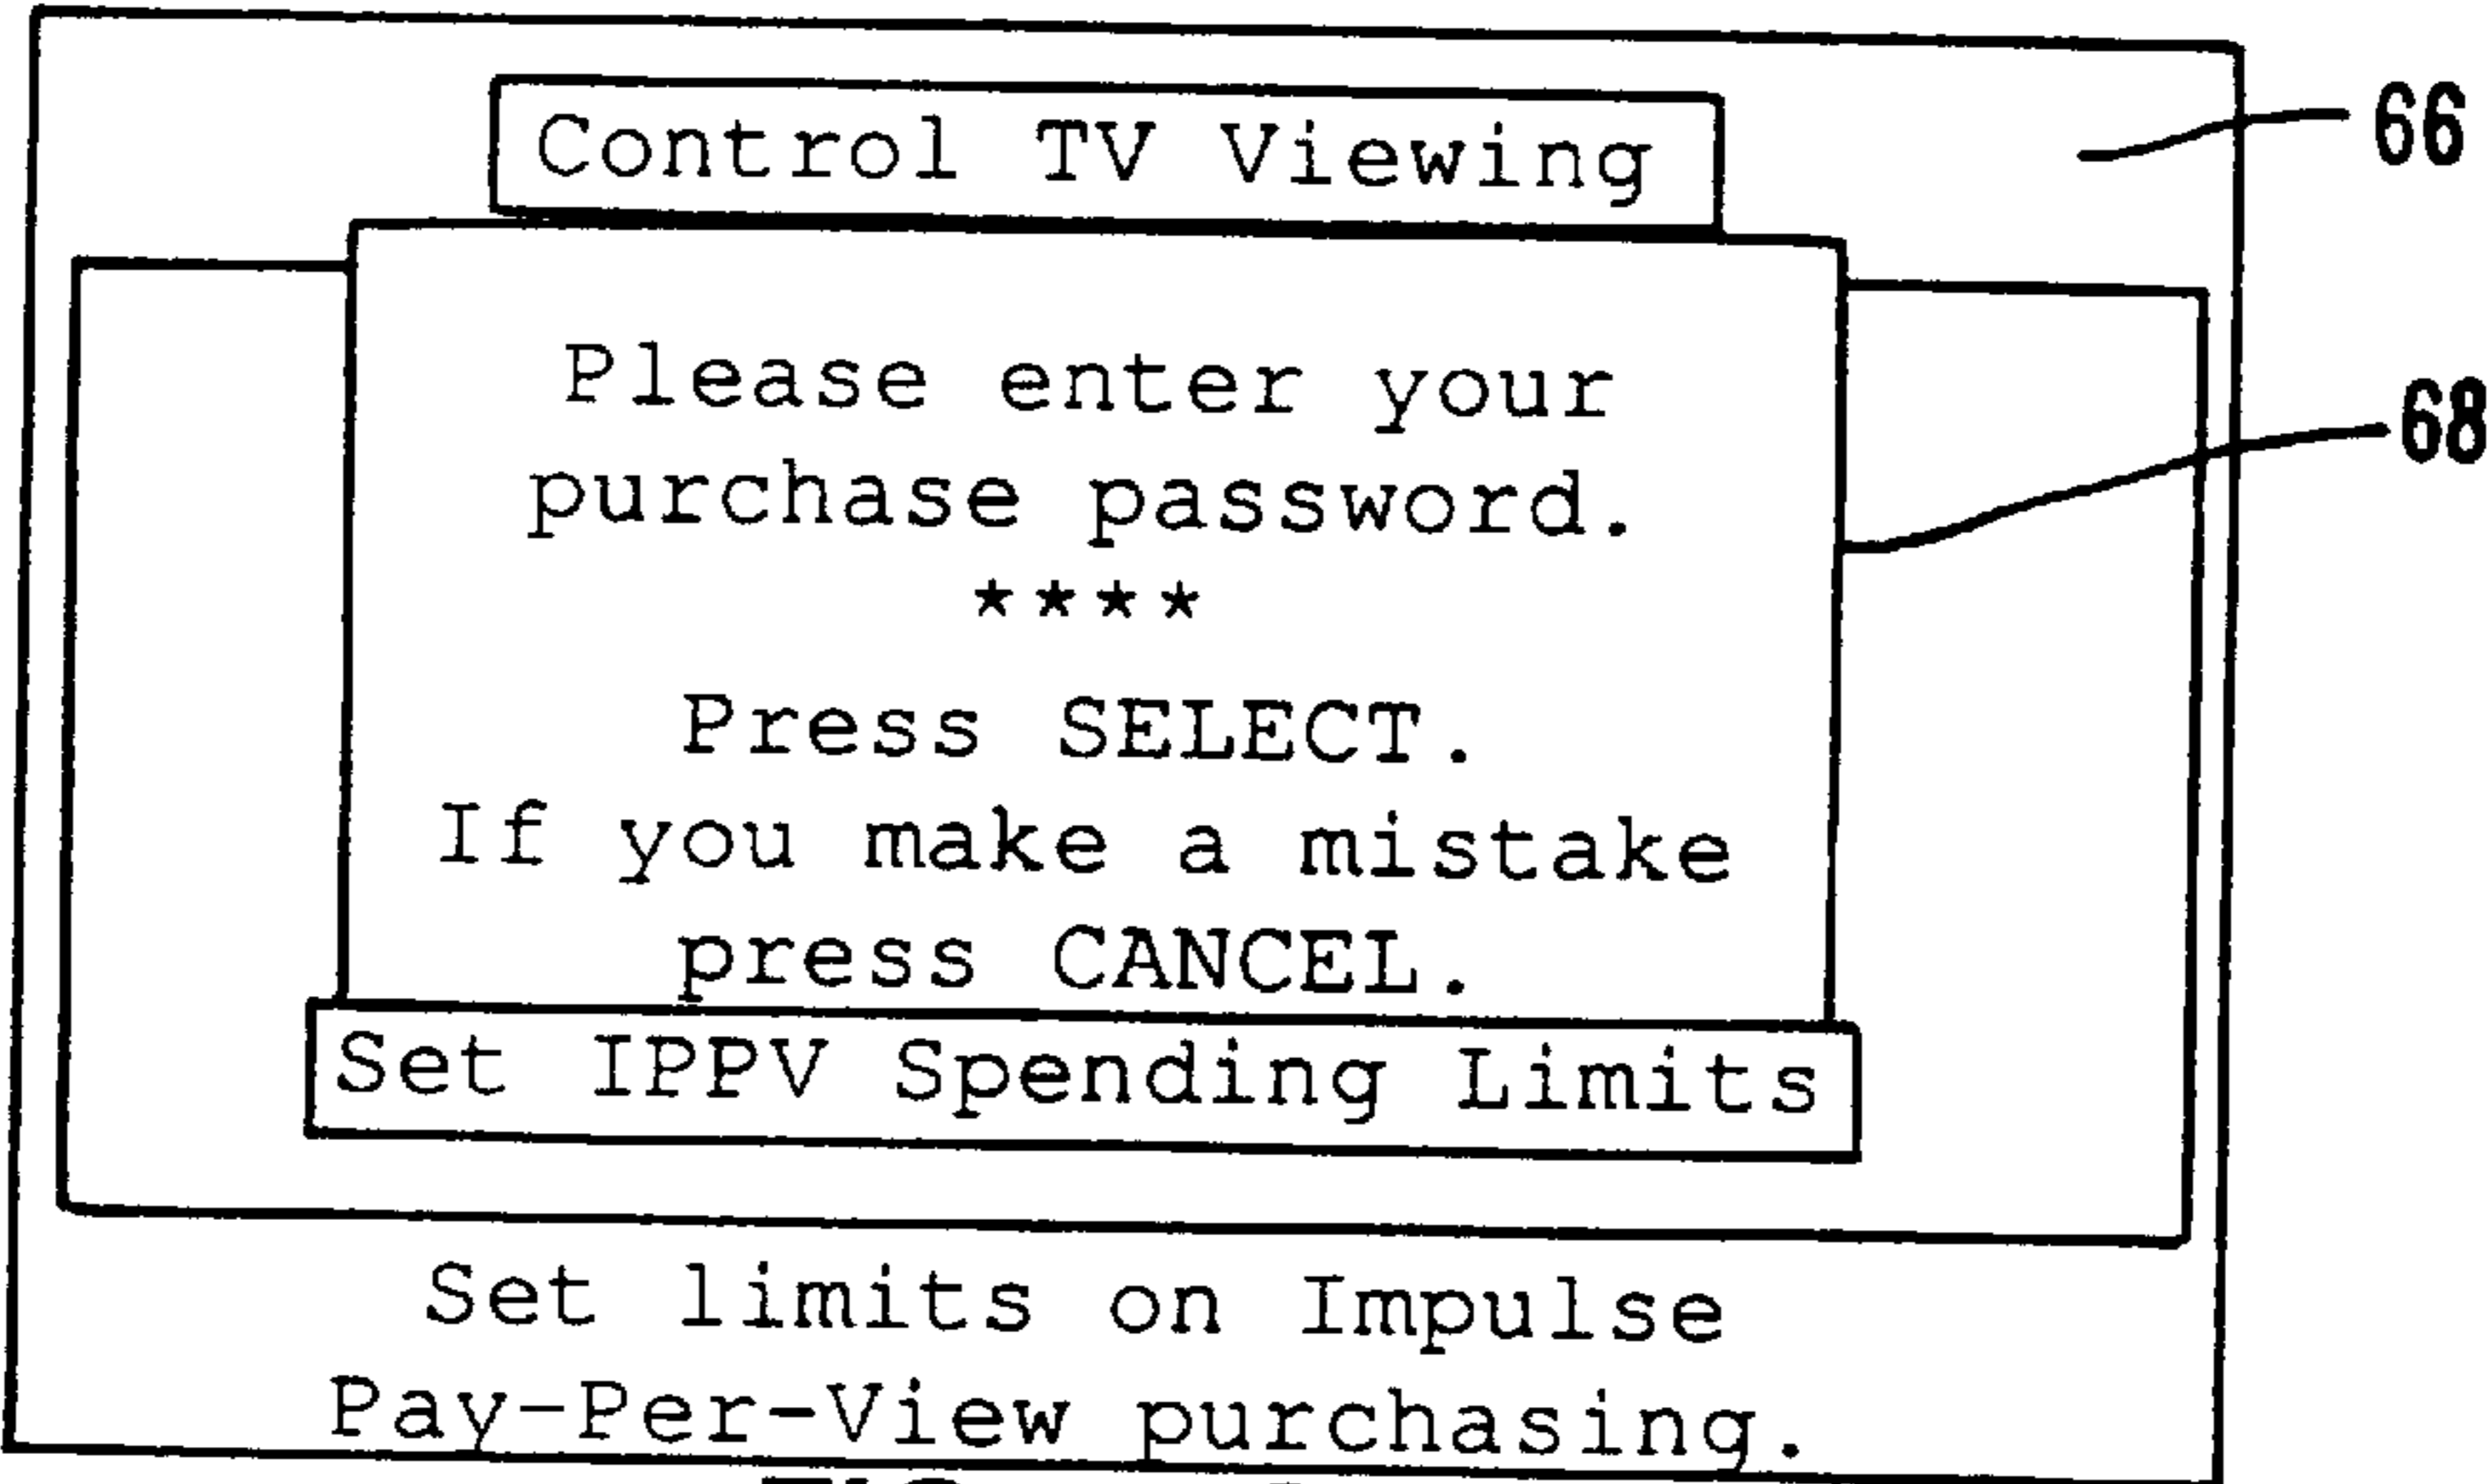 Control TV Viewing
66
Please enter your
68
purchase password.
****
Press SELECT.
If you make a mistake
press CANCEL.
Set IPPV Spending Limits
Set limits on Impulse
Pay-Per-View purchasing.